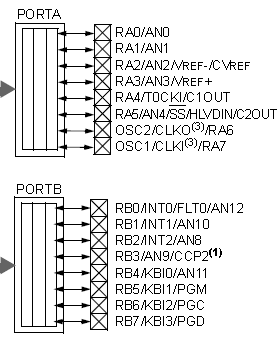 PORTA
RA0/AN0
RA1/AN1
RA2/AN2/VREF-/CVREF
RA3/AN3/VREF+
RA4/T0CKI/C1OUT
RA5/AN4/S̅S̅/HLVDIN/C2OUT
OSC2/CLKO(3)/RA6
OSC1/CLKI(3)/RA7
PORTB
RB0/INT0/FLT0/AN12
RB1/INT1/AN10
RB2/INT2/AN8
RB3/AN9/CCP2(1)
RB4/KBI0/AN11
RB5/KBI1/PGM
RB6/KBI2/PGC
RB7/KBI3/PGD